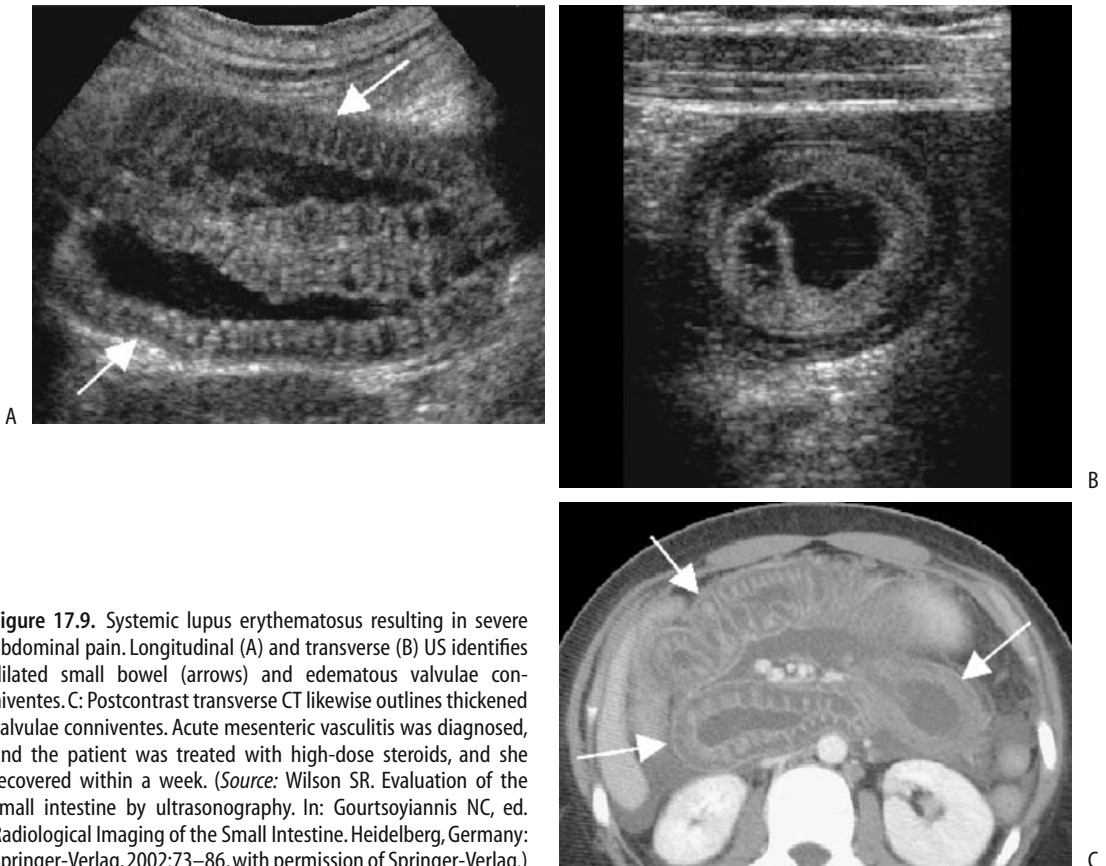 A
B
igure 17.9. Systemic lupus erythematosus resulting in severe
bdominal pain. Longitudinal (A) and transverse (B) US identifies
ilated small bowel (arrows) and edematous valvulae con-
iventes. C: Postcontrast transverse CT likewise outlines thickened
alvulae conniventes. Acute mesenteric vasculitis was diagnosed,
nd the patient was treated with high-dose steroids, and she
ecovered within a week. (Source: Wilson SR. Evaluation of the
mall intestine by ultrasonography. In: Gourtsoyiannis NC, ed.
Radiological Imaging of the Small Intestine. Heidelberg, Germany:
pringer-Verlag, 2002:73–86, with permission of Springer-Verlag.)
C